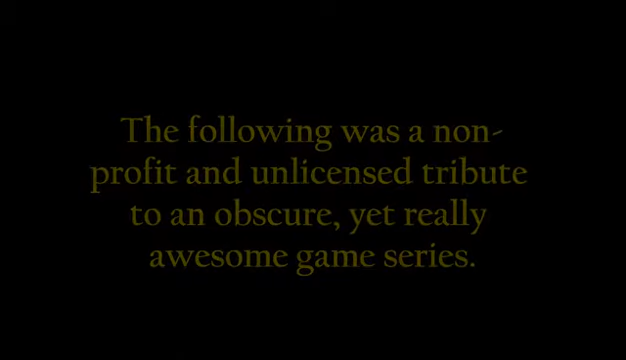 The following was a non-
profit and unlicensed tribute
to an obscure, yet really
awesome game series.